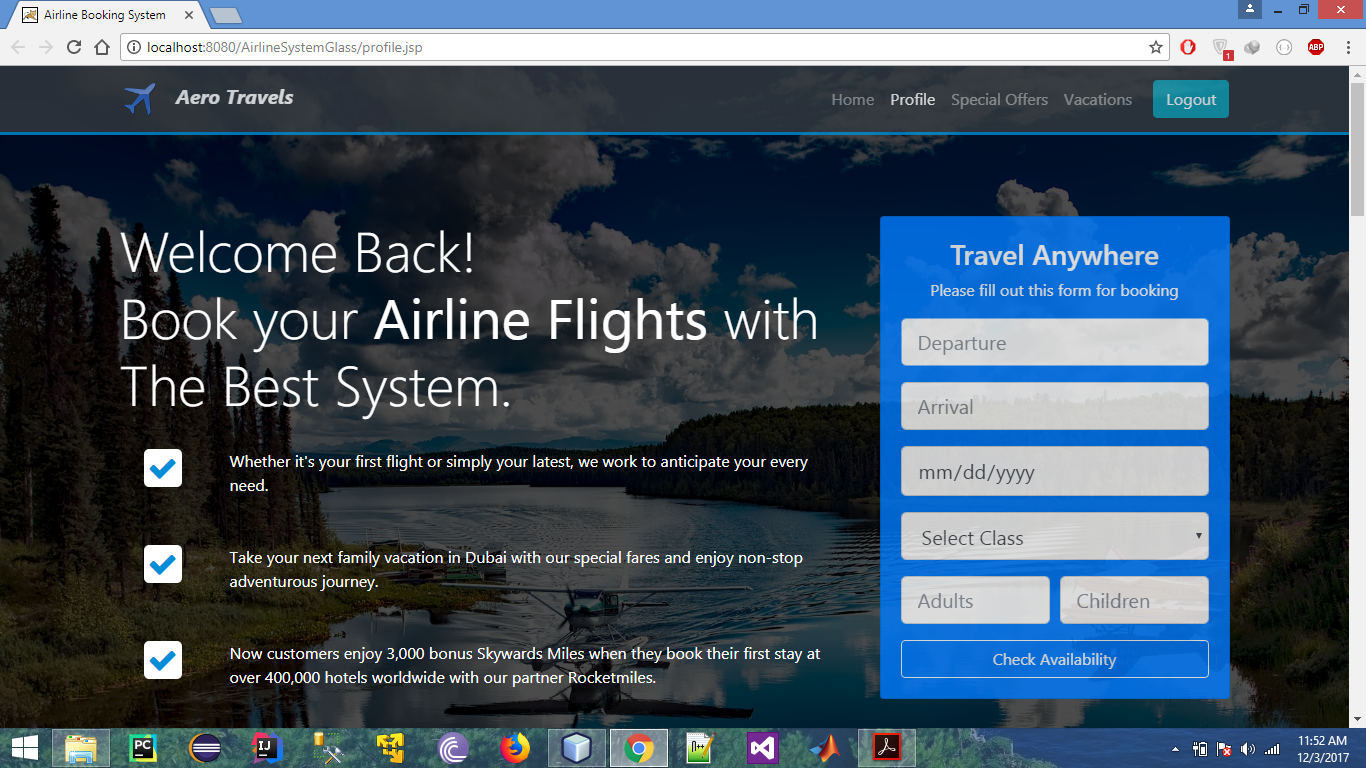 Airline Booking System
localhost:8080/AirlineSystemGlass/profile.jsp
1
ABP
Aero Travels
Home Profile Special Offers Vacations Logout
Welcome Back!
Book your Airline Flights with
The Best System.
Whether it's your first flight or simply your latest, we work to anticipate your every
need.
Take your next family vacation in Dubai with our special fares and enjoy non-stop
adventurous journey.
Now customers enjoy 3,000 bonus Skywards Miles when they book their first stay at
over 400,000 hotels worldwide with our partner Rocketmiles.
Travel Anywhere
Please fill out this form for booking
Departure
Arrival
mm/dd/yyyy
Select Class
Adults Children
Check Availability
PC
IJ
11:52 AM
12/3/2017